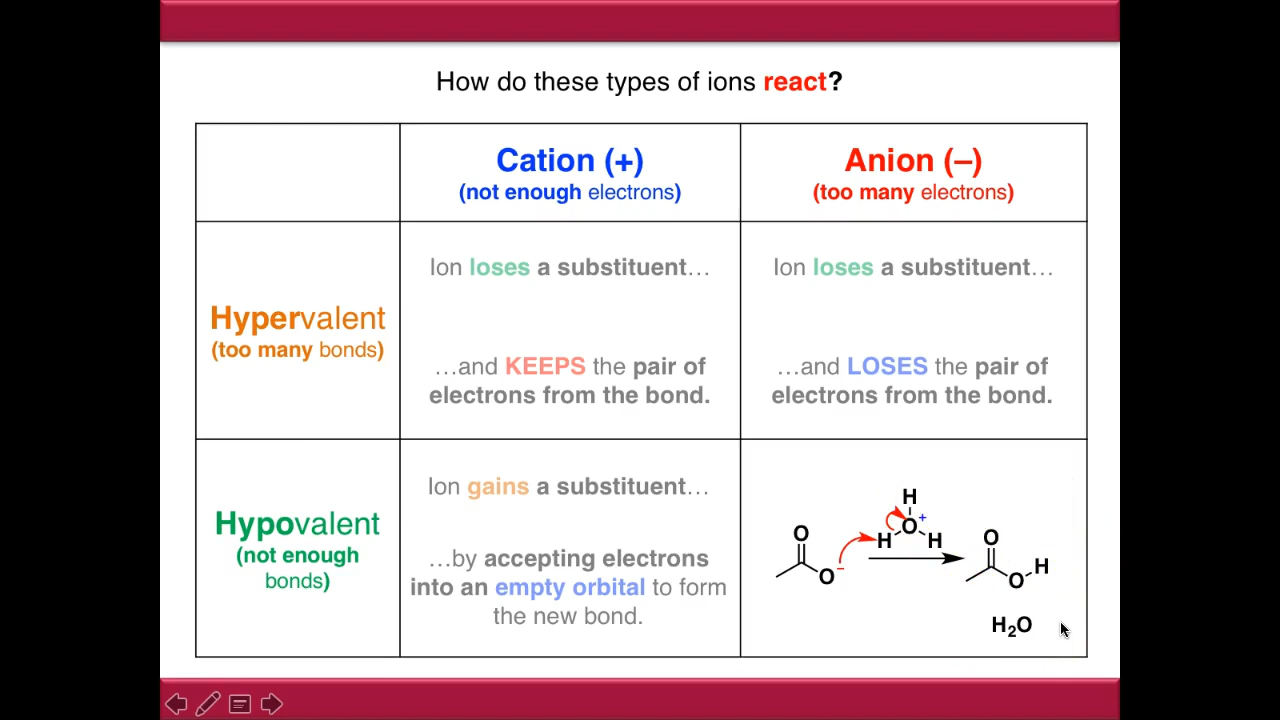 How do these types of ions react?
Cation (+)
(not enough electrons)
Anion (–)
(too many electrons)
Hypervalent
(too many bonds)
Ion loses a substituent…
…and KEEPS the pair of
electrons from the bond.
Ion loses a substituent…
…and LOSES the pair of
electrons from the bond.
Hypovalent
(not enough
bonds)
Ion gains a substituent…
…by accepting electrons
into an empty orbital to form
the new bond.
H
O
H O + H
O –
O
O H
H2O